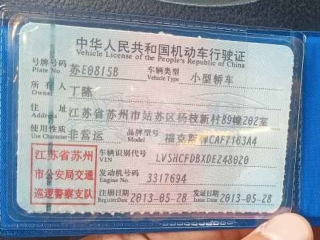 中华人民共和国机动车行驶证
Vehicle License of the People's Republic of China
号牌号码 苏E0815B 车辆类型 小型轿车
Plate No. Vehicle Type
所有人 丁陈
Owner
住址 江苏省苏州市姑苏区杨枝新村89幢202室
Address
使用性质 非营运 品牌型号 福克斯牌CAF7163A4
Use Character Model
江苏省苏州 车辆识别代号 LVSHCFDBXDE248020
市公安局交通 VIN
巡逻警察支队 发动机号码 3317694
Engine No.
注册日期 2013-05-28 发证日期 2013-05-28
Register Date Issue Date